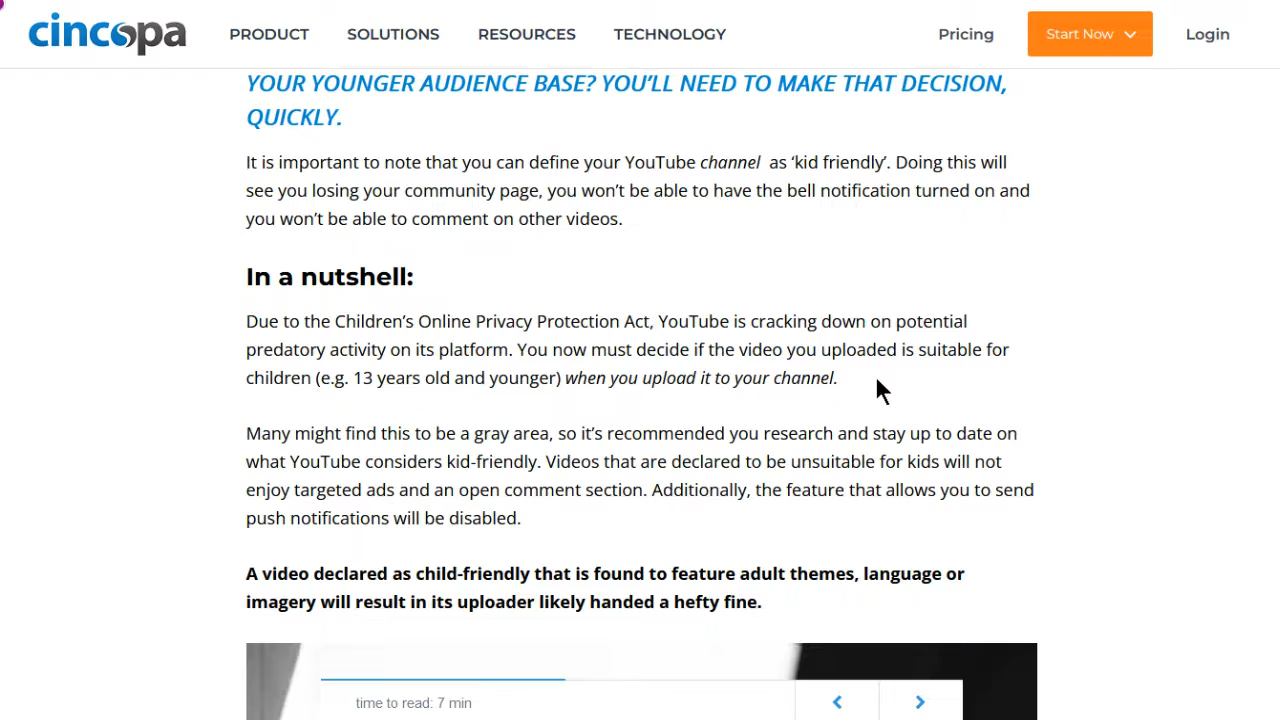 cincopa PRODUCT SOLUTIONS RESOURCES TECHNOLOGY Pricing Start Now Login
YOUR YOUNGER AUDIENCE BASE? YOU’LL NEED TO MAKE THAT DECISION,
QUICKLY.
It is important to note that you can define your YouTube channel as ‘kid friendly’. Doing this will
see you losing your community page, you won’t be able to have the bell notification turned on and
you won’t be able to comment on other videos.
In a nutshell:
Due to the Children’s Online Privacy Protection Act, YouTube is cracking down on potential
predatory activity on its platform. You now must decide if the video you uploaded is suitable for
children (e.g. 13 years old and younger) when you upload it to your channel.
Many might find this to be a gray area, so it’s recommended you research and stay up to date on
what YouTube considers kid-friendly. Videos that are declared to be unsuitable for kids will not
enjoy targeted ads and an open comment section. Additionally, the feature that allows you to send
push notifications will be disabled.
A video declared as child-friendly that is found to feature adult themes, language or
imagery will result in its uploader likely handed a hefty fine.
time to read: 7 min